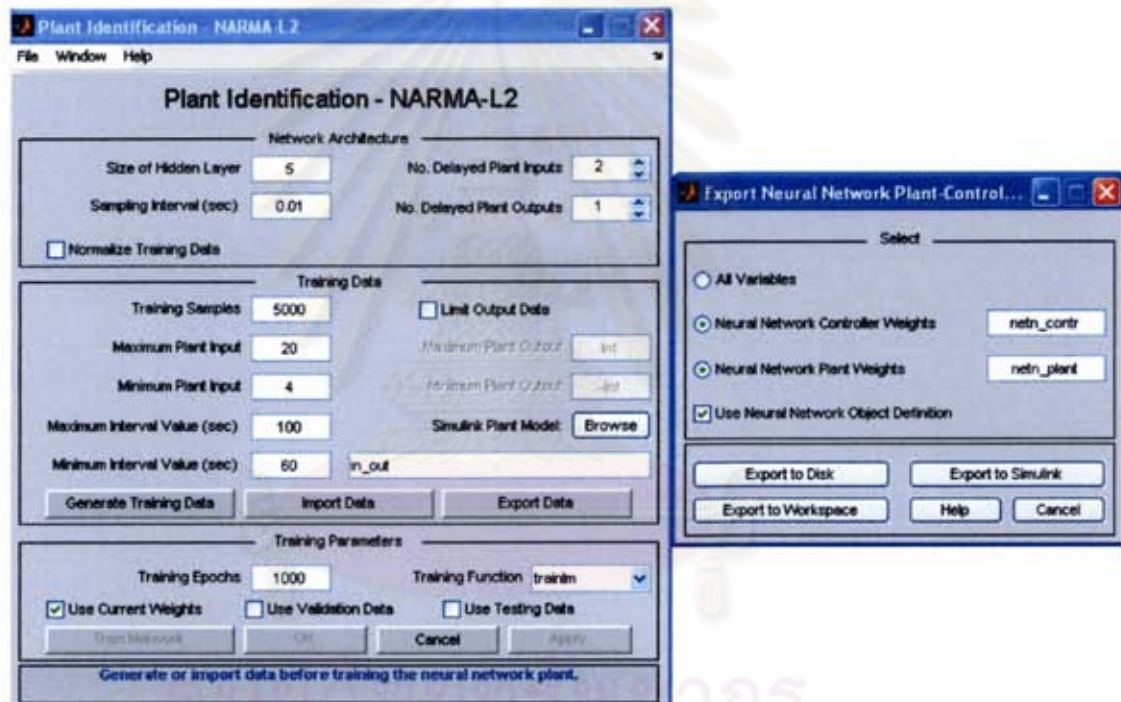 Plant Identification - NARMA-L2
File Window Help
Plant Identification - NARMA-L2
Network Architecture
Size of Hidden Layer 5 No. Delayed Plant Inputs 2
Sampling Interval (sec) 0.01 No. Delayed Plant Outputs 1
Normalize Training Data
Training Data
Training Samples 5000 Limit Output Data
Maximum Plant Input 20 Maximum Plant Output Inf
Minimum Plant Input 4 Minimum Plant Output -Inf
Maximum Interval Value (sec) 100 Simulink Plant Model: Browse
Minimum Interval Value (sec) 60 in_out
Generate Training Data Import Data Export Data
Training Parameters
Training Epochs 1000 Training Function trainlm
Use Current Weights Use Validation Data Use Testing Data
Train Network OK Cancel Apply
Generate or import data before training the neural network plant.
Export Neural Network Plant-Control...
Select
All Variables
Neural Network Controller Weights netn_contr
Neural Network Plant Weights netn_plant
Use Neural Network Object Definition
Export to Disk Export to Simulink
Export to Workspace Help Cancel